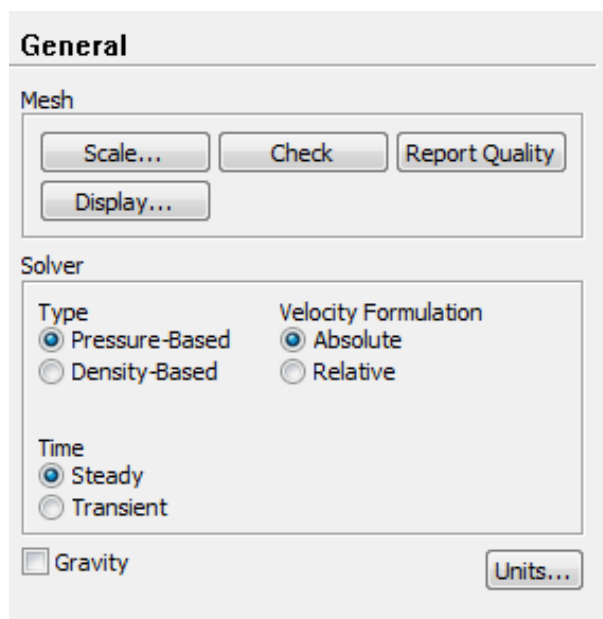 General
Mesh
Scale... Check Report Quality
Display...
Solver
Type Velocity Formulation
Pressure-Based Absolute
Density-Based Relative
Time
Steady
Transient
Gravity Units...